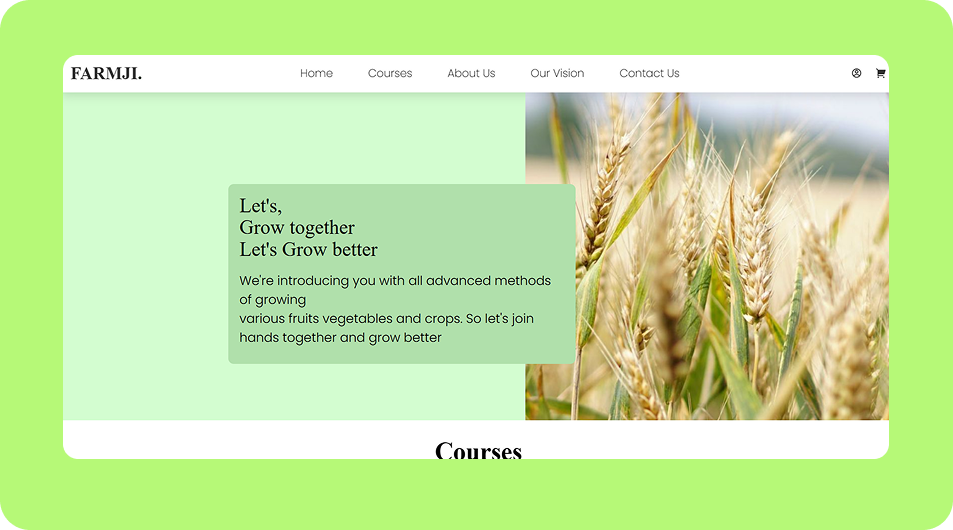 FARMJI.
Home Courses About Us Our Vision Contact Us
Let's,
Grow together
Let's Grow better
We're introducing you with all advanced methods
of growing
various fruits vegetables and crops. So let's join
hands together and grow better
Courses